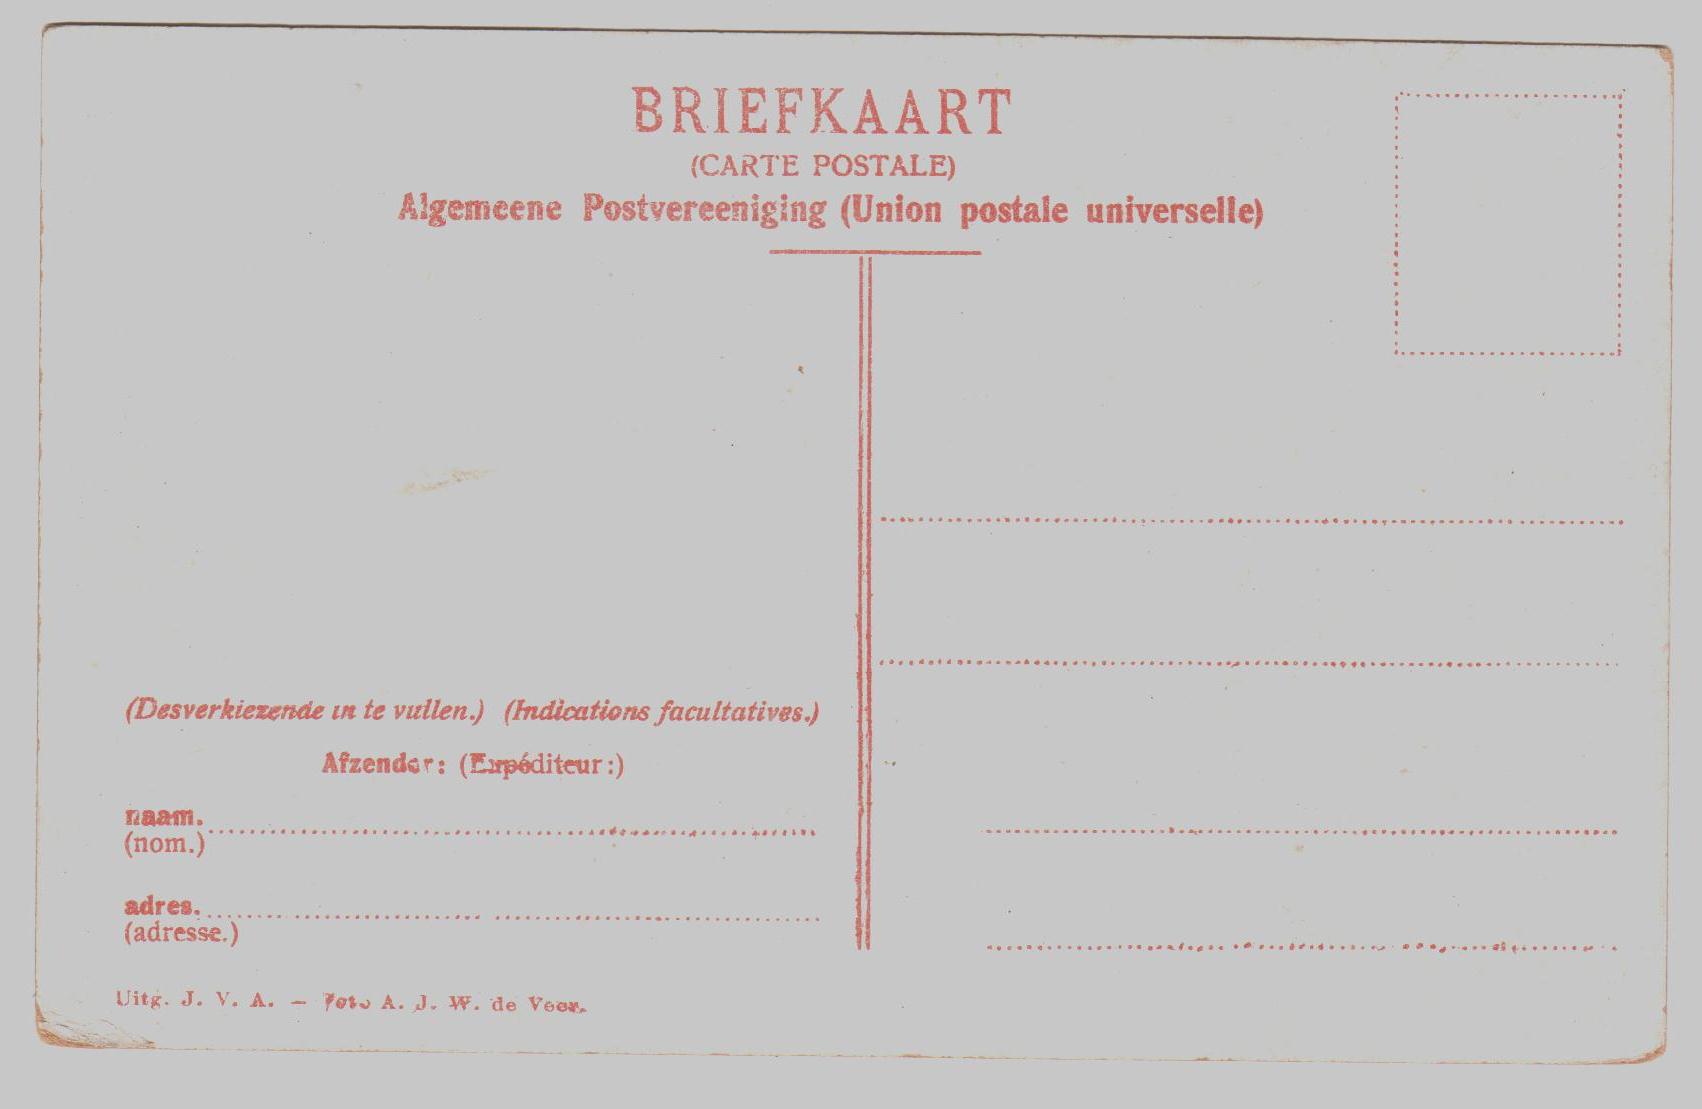 BRIEFKAART
(CARTE POSTALE)
Algemeene Postvereeniging (Union postale universelle)
(Desverkiezende in te vullen.) (Indications facultatives.)
Afzender: (Expéditeur:)
naam.
(nom.)
adres.
(adresse.)
Uitg. J. V. A. — Foto A. J. W. de Veer.